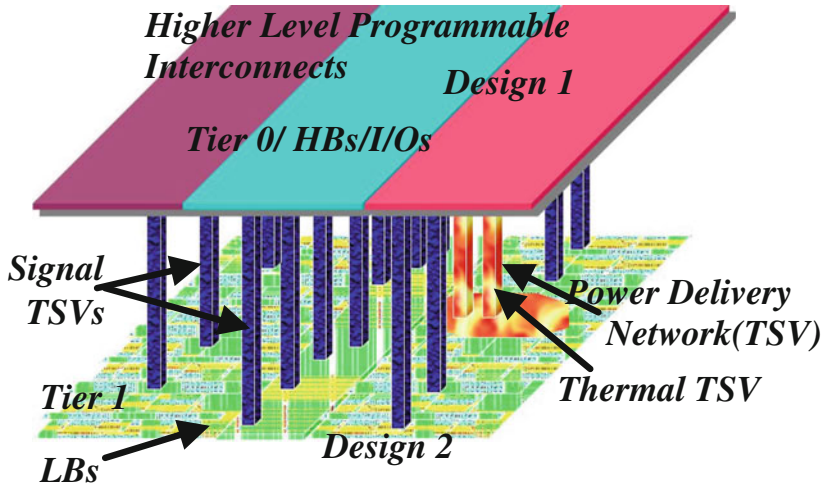 Higher Level Programmable
Interconnects
Design 1
Tier 0/ HBs/I/Os
Signal
TSVs
Power Delivery
Network(TSV)
Thermal TSV
Tier 1
Design 2
LBs